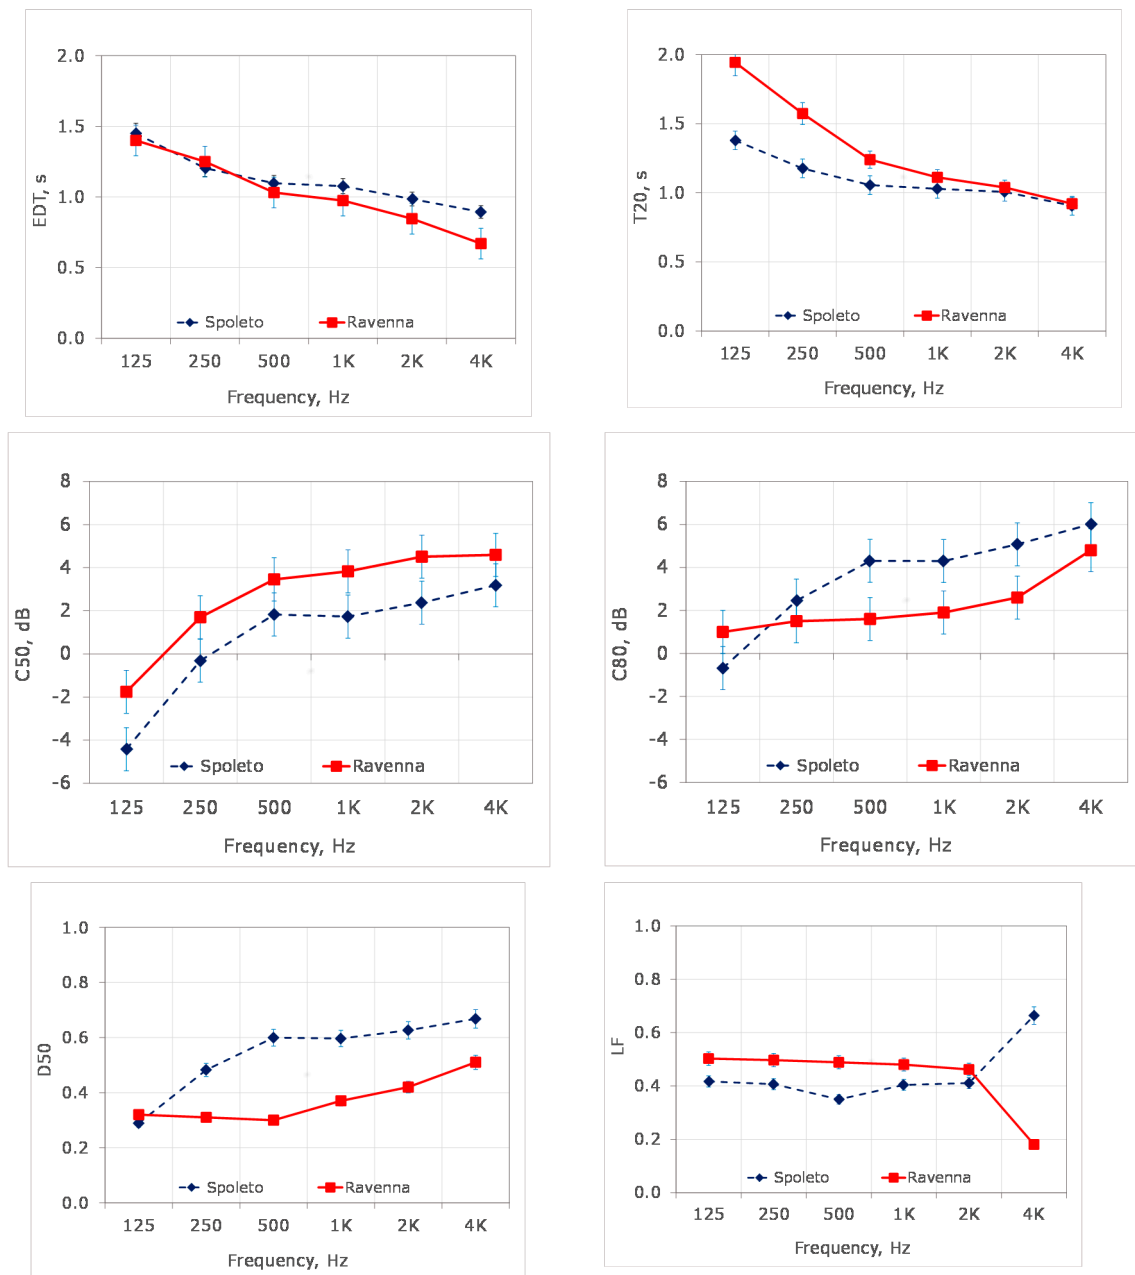 2.0
1.5
1.0
0.5
0.0
EDT, s
Spoleto
Ravenna
125 250 500 1K 2K 4K
Frequency, Hz
2.0
1.5
1.0
0.5
0.0
T20, s
Spoleto
Ravenna
125 250 500 1K 2K 4K
Frequency, Hz
8
6
4
2
0
-2
-4
-6
C50, dB
Spoleto
Ravenna
125 250 500 1K 2K 4K
Frequency, Hz
8
6
4
2
0
-2
-4
-6
C80, dB
Spoleto
Ravenna
125 250 500 1K 2K 4K
Frequency, Hz
1.0
0.8
0.6
0.4
0.2
0.0
D50
Spoleto
Ravenna
125 250 500 1K 2K 4K
Frequency, Hz
1.0
0.8
0.6
0.4
0.2
0.0
LF
Spoleto
Ravenna
125 250 500 1K 2K 4K
Frequency, Hz